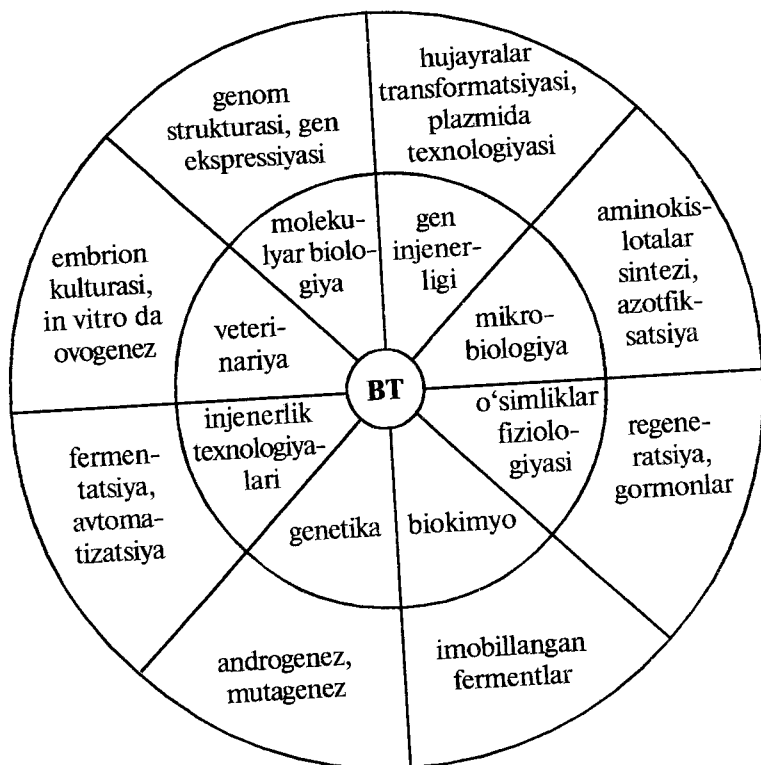 genom
strukturasi, gen
ekspressiyasi
hujayralar
transformatsiyasi,
plazmida
texnologiyasi
aminokis-
lotalar
sintezi,
azotfik-
satsiya
regene-
ratsiya,
gormonlar
imobillangan
fermentlar
androgenez,
mutagenez
fermen-
tatsiya,
avtoma-
tizatsiya
embrion
kulturasi,
in vitro da
ovogenez
moleku-
lyar biolo-
giya
gen
injener-
ligi
mikro-
biologiya
o‘simliklar
fiziolo-
giyasi
biokimyo
genetika
injenerlik
texnologiya-
lari
veteri-
nariya
BT